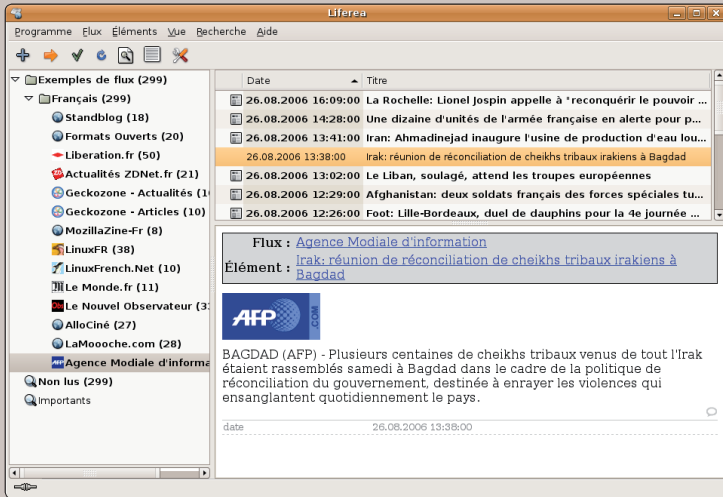 Liferea
Programme Flux Éléments Vue Recherche Aide
Exemples de flux (299)
Français (299)
Standblog (18)
Formats Ouverts (20)
Liberation.fr (50)
Actualités ZDNet.fr (21)
Geckozone - Actualités (1
Geckozone - Articles (10)
MozillaZine-Fr (8)
LinuxFR (38)
LinuxFrench.Net (10)
Le Monde.fr (11)
Le Nouvel Observateur (3
AlloCiné (27)
LaMoooche.com (28)
AFP Agence Modiale d'informa
Non lus (299)
Importants
Date Titre
26.08.2006 16:09:00 La Rochelle: Lionel Jospin appelle à "reconquérir le pouvoir ...
26.08.2006 14:28:00 Une dizaine d'unités de l'armée française en alerte pour p...
26.08.2006 13:41:00 Iran: Ahmadinejad inaugure l'usine de production d'eau lou...
26.08.2006 13:38:00 Irak: réunion de réconciliation de cheikhs tribaux irakiens à Bagdad
26.08.2006 13:02:00 Le Liban, soulagé, attend les troupes européennes
26.08.2006 12:29:00 Afghanistan: deux soldats français des forces spéciales tu...
26.08.2006 12:26:00 Foot: Lille-Bordeaux, duel de dauphins pour la 4e journée ...
Flux : Agence Modiale d'information
Élément : Irak: réunion de réconciliation de cheikhs tribaux irakiens à
Bagdad
AFP .COM
BAGDAD (AFP) - Plusieurs centaines de cheikhs tribaux venus de tout l'Irak
étaient rassemblés samedi à Bagdad dans le cadre de la politique de
réconciliation du gouvernement, destinée à enrayer les violences qui
ensanglantent quotidiennement le pays.
date 26.08.2006 13:38:00